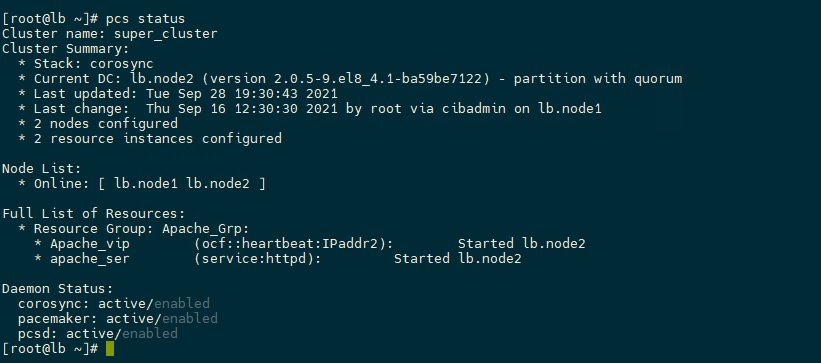 [root@lb ~]# pcs status
Cluster name: super_cluster
Cluster Summary:
  * Stack: corosync
  * Current DC: lb.node2 (version 2.0.5-9.el8_4.1-ba59be7122) - partition with quorum
  * Last updated: Tue Sep 28 19:30:43 2021
  * Last change:  Thu Sep 16 12:30:30 2021 by root via cibadmin on lb.node1
  * 2 nodes configured
  * 2 resource instances configured

Node List:
  * Online: [ lb.node1 lb.node2 ]

Full List of Resources:
  * Resource Group: Apache_Grp:
    * Apache_vip        (ocf::heartbeat:IPaddr2):        Started lb.node2
    * apache_ser        (service:httpd):         Started lb.node2

Daemon Status:
  corosync: active/enabled
  pacemaker: active/enabled
  pcsd: active/enabled
[root@lb ~]#